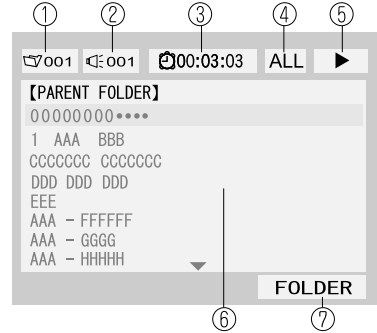 ① ② ③ ④ ⑤
001 001 00:03:03 ALL
【PARENT FOLDER】
00000000••••
1 AAA BBB
CCCCCCC CCCCCCC
DDD DDD DDD
EEE
AAA - FFFFFF
AAA - GGGG
AAA - HHHHH
FOLDER
⑥ ⑦